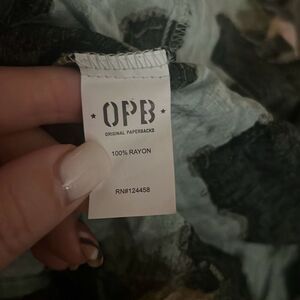 OPB
ORIGINAL PAPERBACKS
100% RAYON
RN#124458